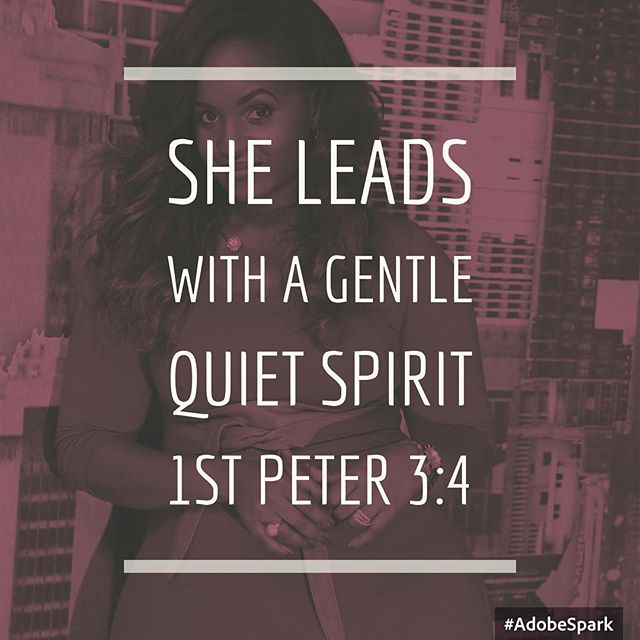 SHE LEADS
WITH A GENTLE
QUIET SPIRIT
1ST PETER 3:4
#AdobeSpark